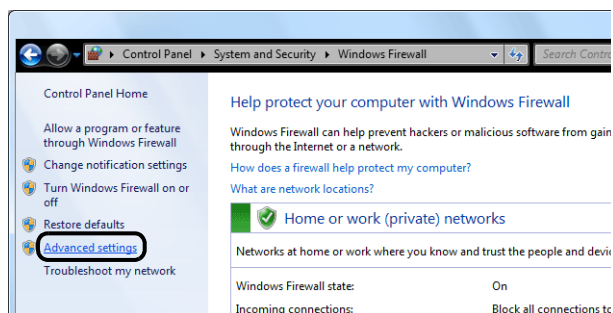 Control Panel System and Security Windows Firewall Search Contro
Control Panel Home
Allow a program or feature
through Windows Firewall
Change notification settings
Turn Windows Firewall on or
off
Restore defaults
Advanced settings
Troubleshoot my network
Help protect your computer with Windows Firewall
Windows Firewall can help prevent hackers or malicious software from gain
through the Internet or a network.
How does a firewall help protect my computer?
What are network locations?
Home or work (private) networks
Networks at home or work where you know and trust the people and devic
Windows Firewall state: On
Incoming connections: Block all connections to